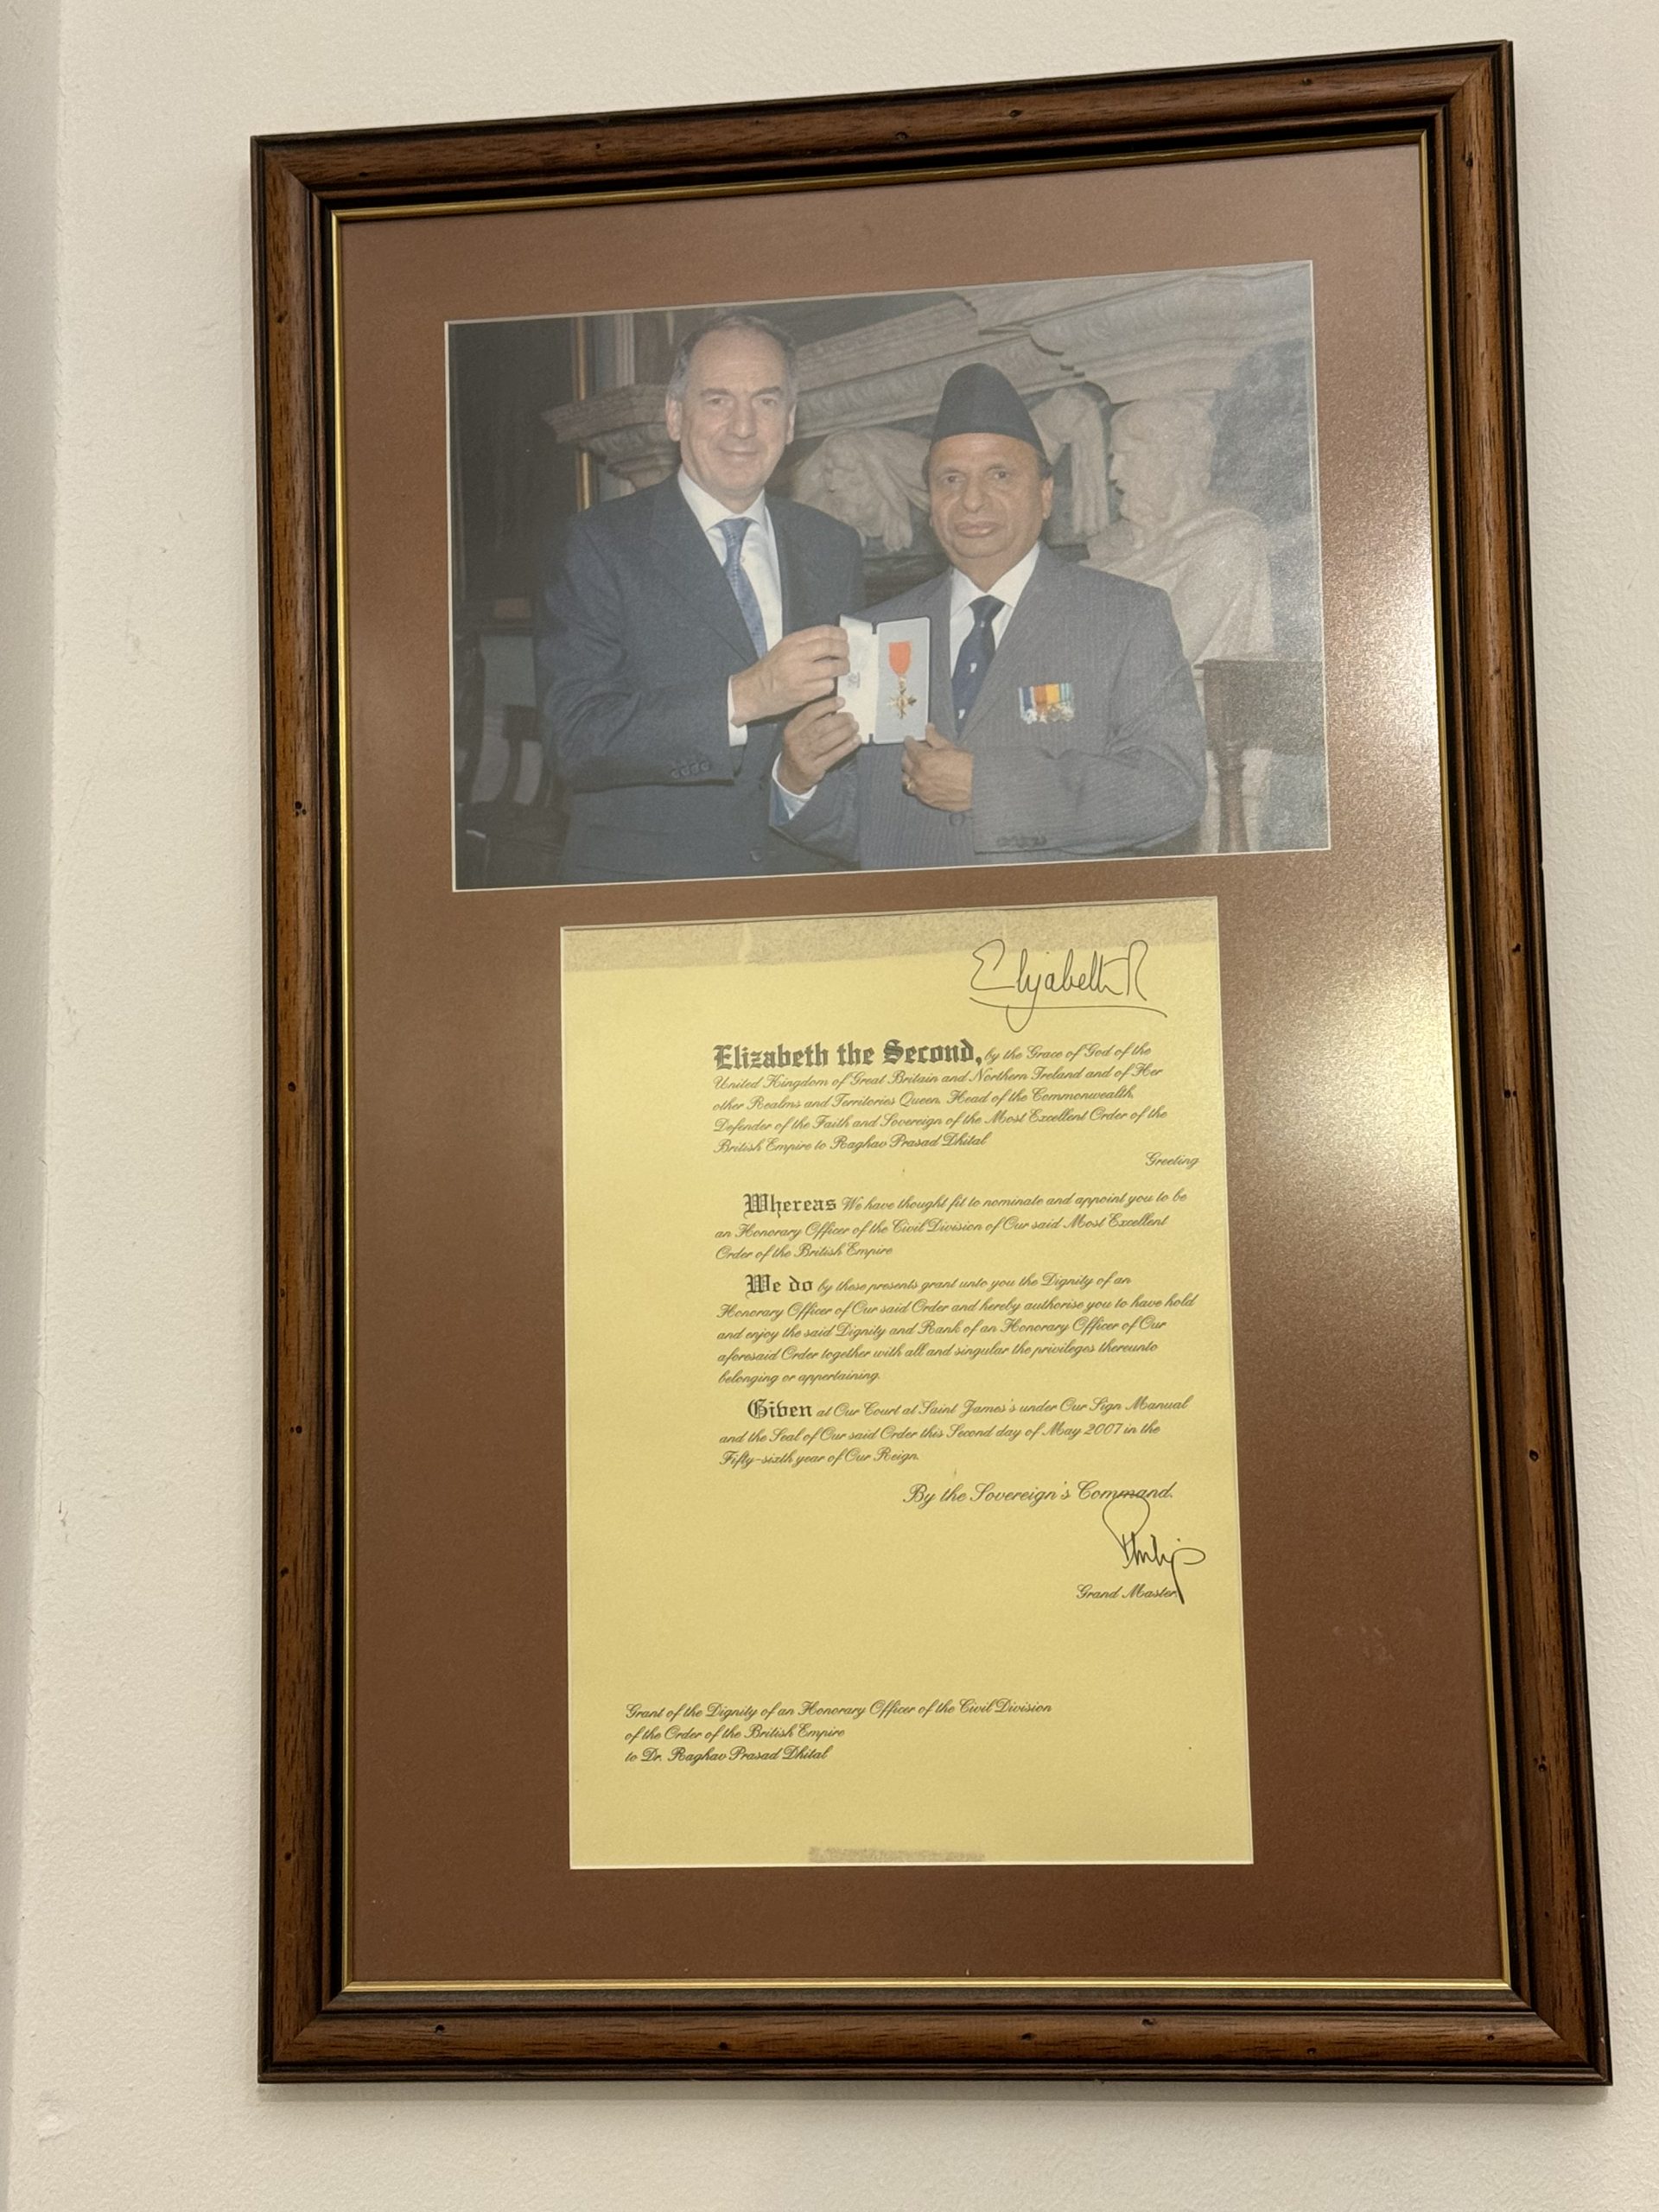 Elizabeth R
Elizabeth the Second, by the Grace of God of the
United Kingdom of Great Britain and Northern Ireland and of Her
other Realms and Territories Queen, Head of the Commonwealth,
Defender of the Faith and Sovereign of the Most Excellent Order of the
British Empire to Raghav Prasad Dhital
Greeting
Whereas We have thought fit to nominate and appoint you to be
an Honorary Officer of the Civil Division of Our said Most Excellent
Order of the British Empire
We do by these presents grant unto you the Dignity of an
Honorary Officer of Our said Order and hereby authorise you to have hold
and enjoy the said Dignity and Rank of an Honorary Officer of Our
aforesaid Order together with all and singular the privileges thereunto
belonging or appertaining.
Given at Our Court at Saint James's under Our Sign Manual
and the Seal of Our said Order this Second day of May 2007 in the
Fifty-sixth year of Our Reign.
By the Sovereign's Command.
Philip
Grand Master.
Grant of the Dignity of an Honorary Officer of the Civil Division
of the Order of the British Empire
to Dr. Raghav Prasad Dhital